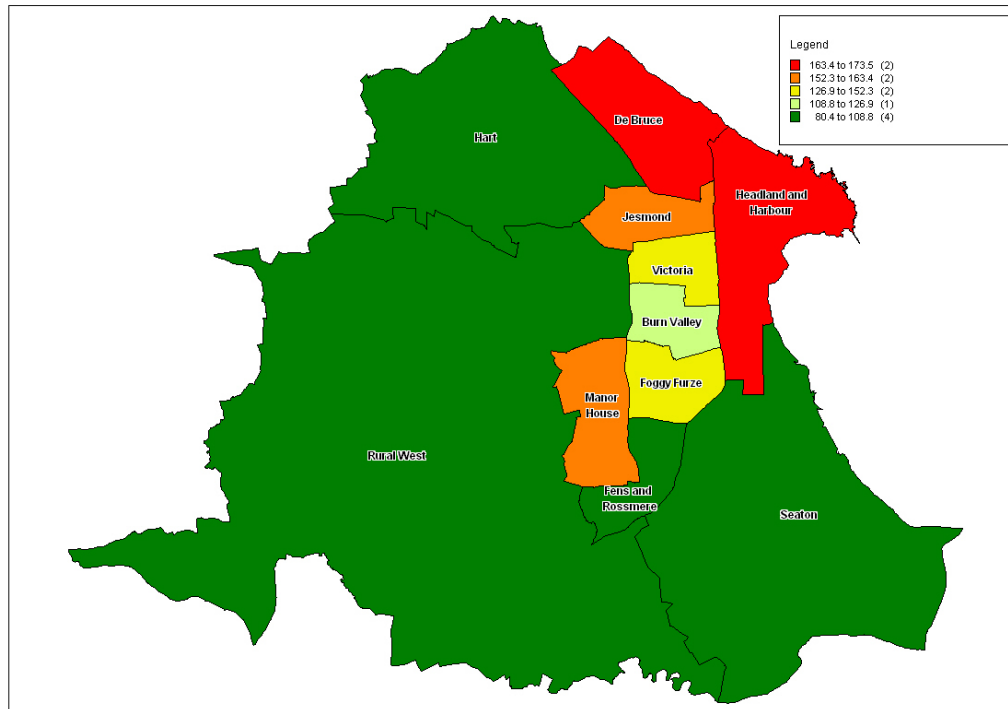 Legend
163.4 to 173.5 (2)
152.3 to 163.4 (2)
126.9 to 152.3 (2)
108.8 to 126.9 (1)
80.4 to 108.8 (4)
De Bruce
Hart
Headland and
Harbour
Jesmond
Victoria
Burn Valley
Foggy Furze
Manor
House
Rural West
Fens and
Rossmere
Seaton